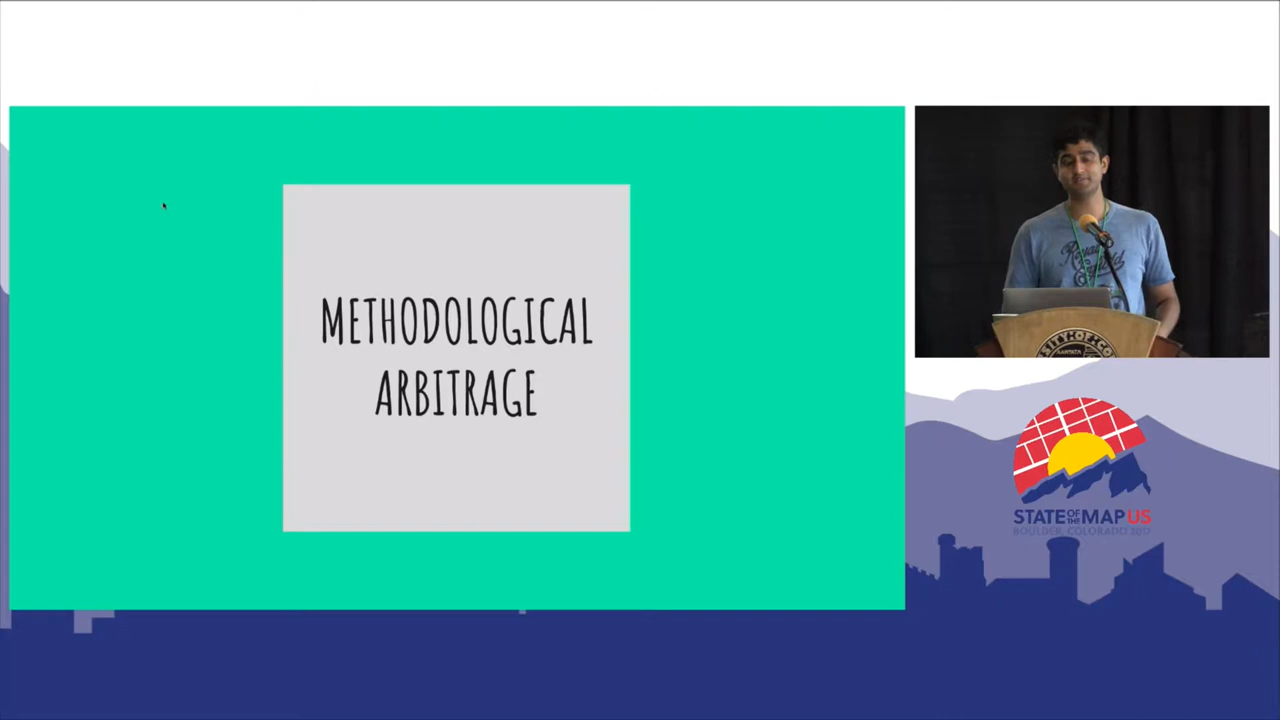 METHODOLOGICAL
ARBITRAGE
STATE OF THE MAP US
BOULDER, COLORADO 2017